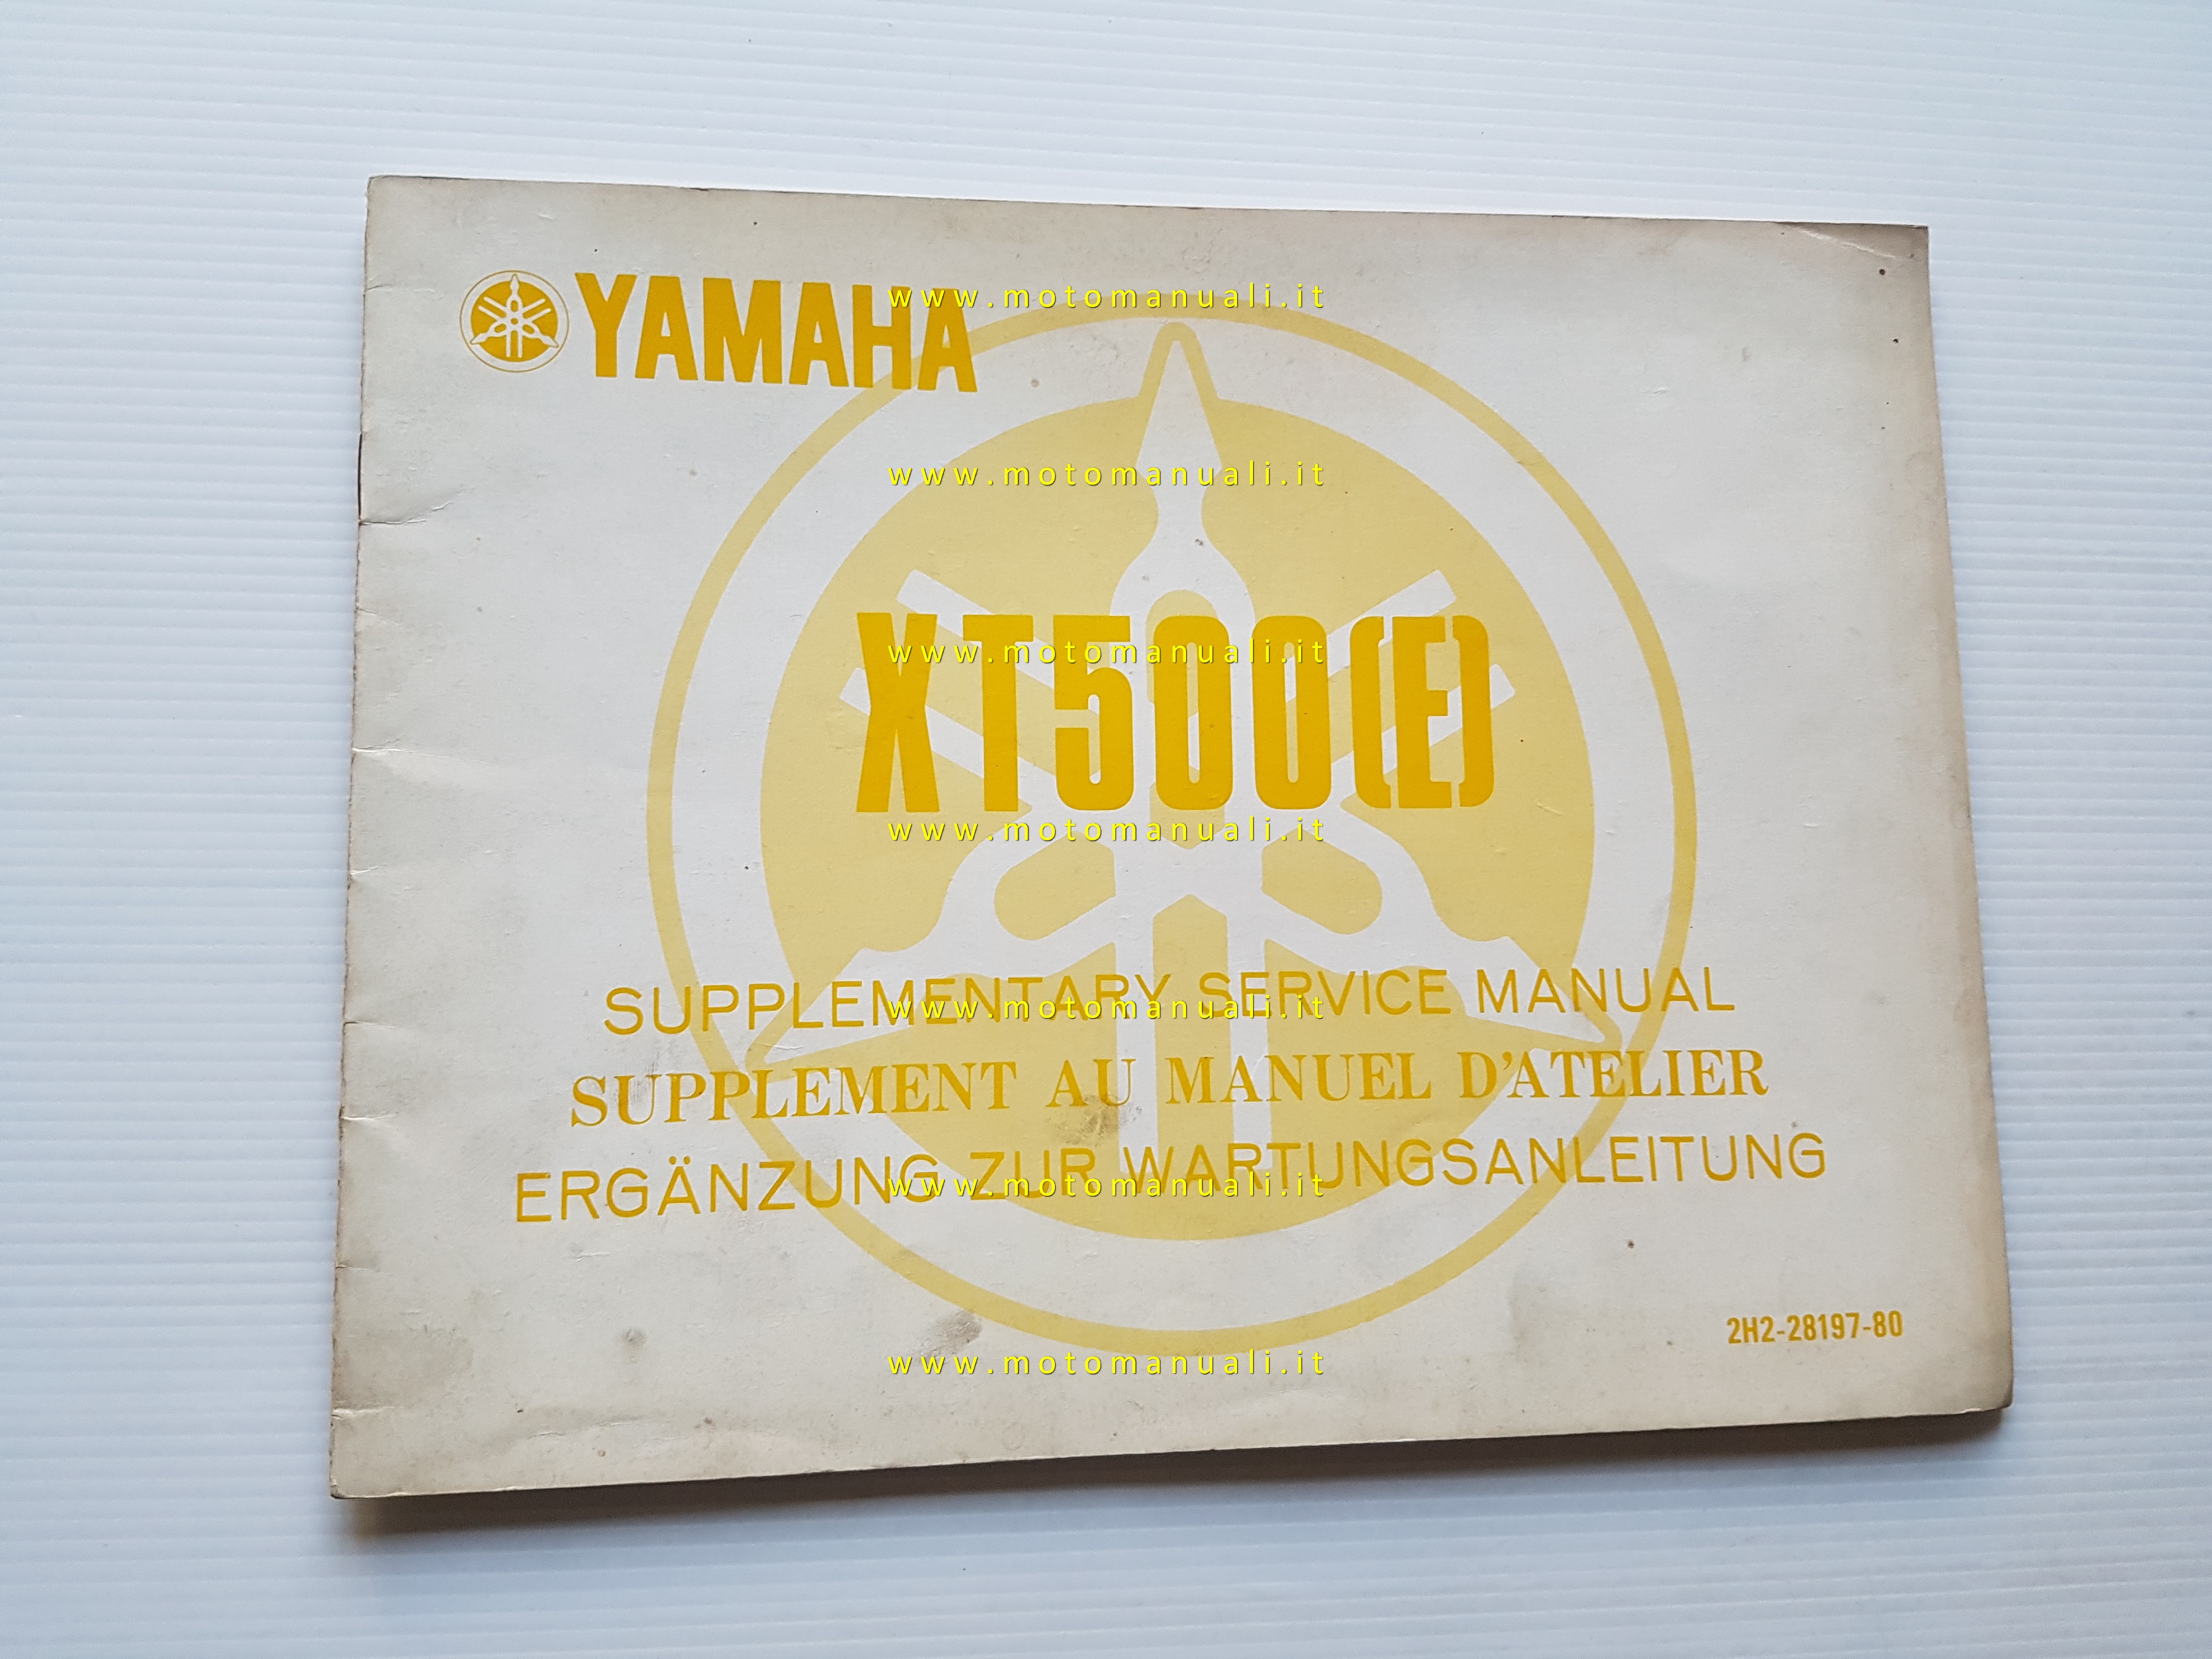 YAMAHA
www.motomanuali.it
www.motomanuali.it
XT500(E)
www.motomanuali.it
www.motomanuali.it
SUPPLEMENTARY SERVICE MANUAL
www.motomanuali.it
SUPPLEMENT AU MANUEL D'ATELIER
ERGÄNZUNG ZUR WARTUNGSANLEITUNG
www.motomanuali.it
2H2-28197-80
www.motomanuali.it